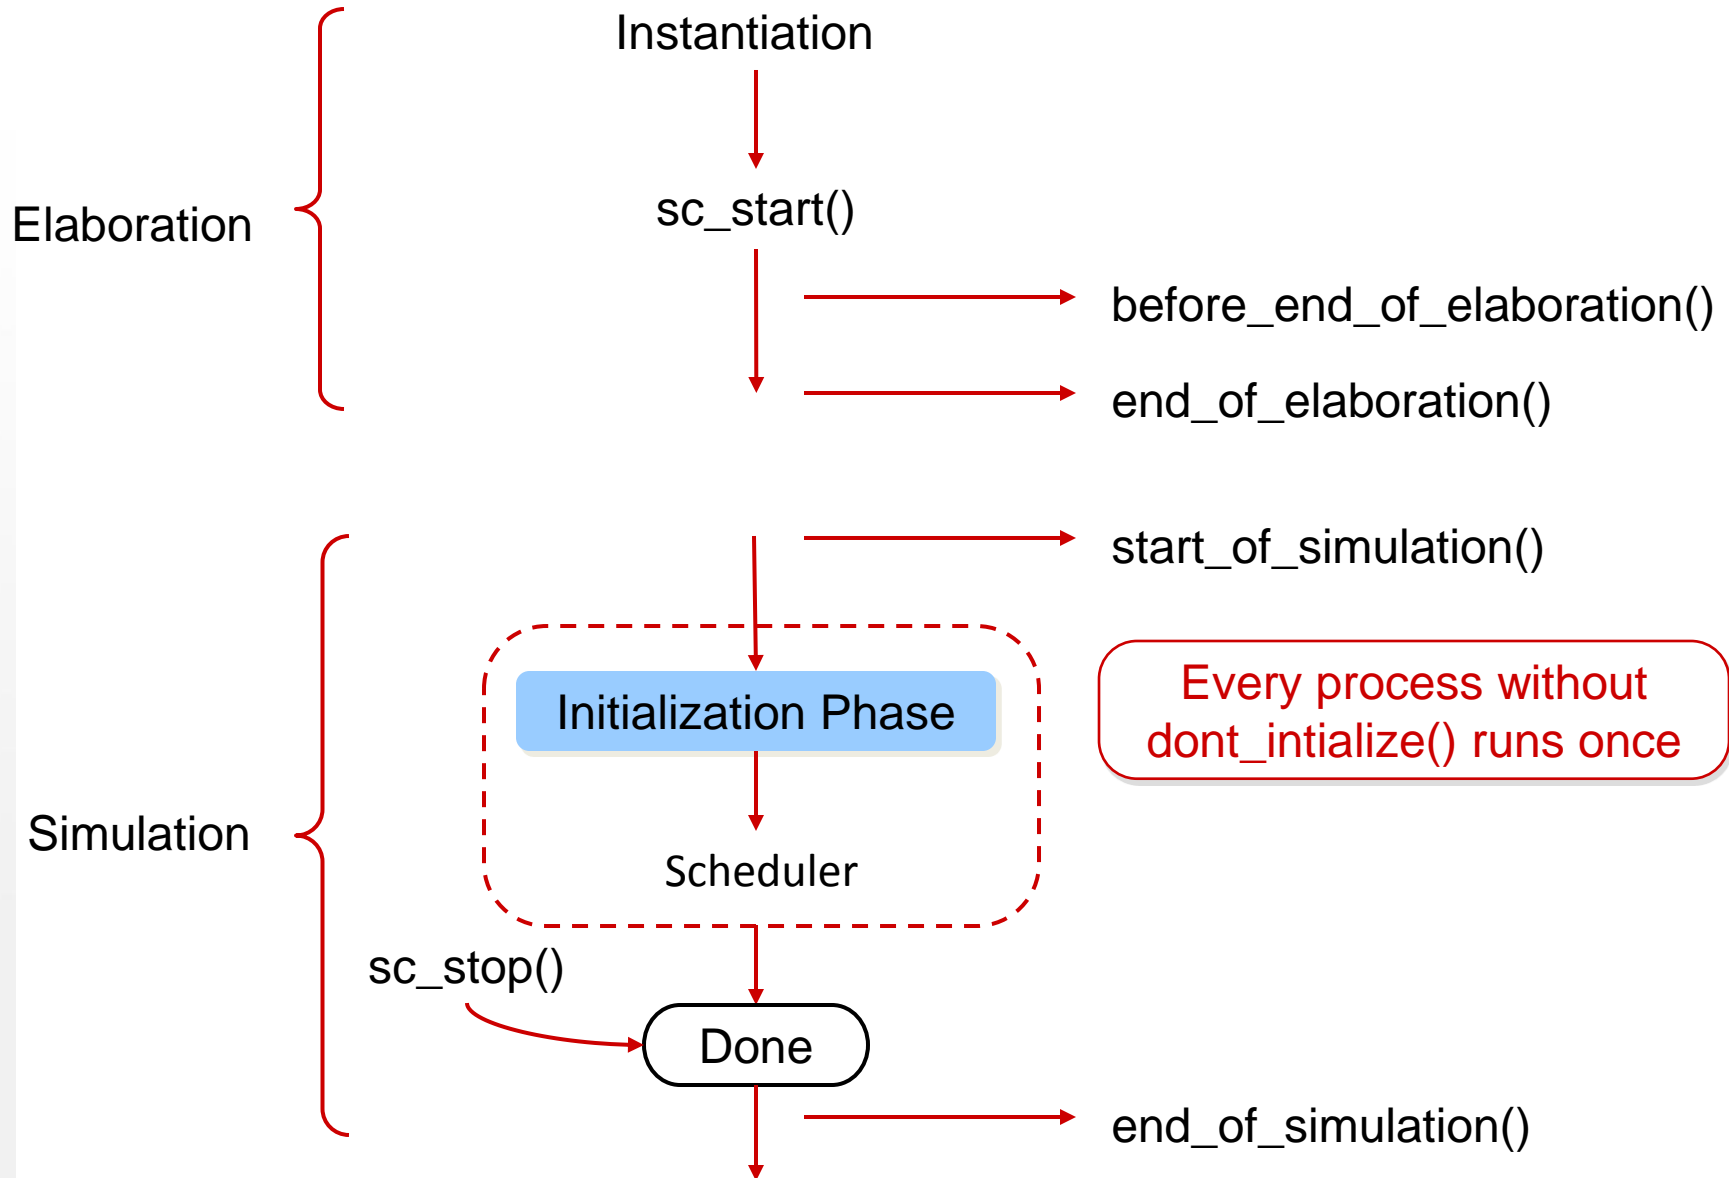 Instantiation
sc_start()
Elaboration
before_end_of_elaboration()
end_of_elaboration()
start_of_simulation()
Initialization Phase
Every process without
dont_intialize() runs once
Simulation
Scheduler
sc_stop()
Done
end_of_simulation()